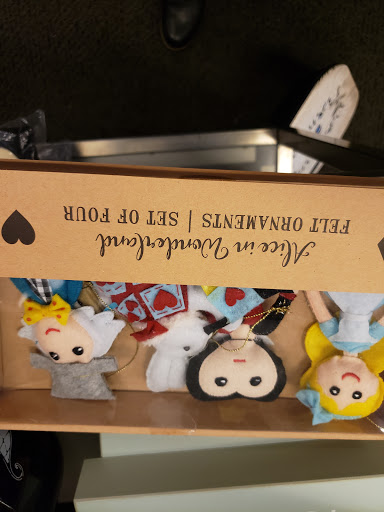 Alice in Wonderland
FELT ORNAMENTS | SET OF FOUR